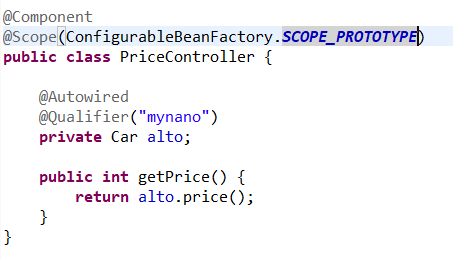 @Component
@Scope(ConfigurableBeanFactory.SCOPE_PROTOTYPE)
public class PriceController {
@Autowired
@Qualifier("mynano")
private Car alto;
public int getPrice() {
return alto.price();
}
}